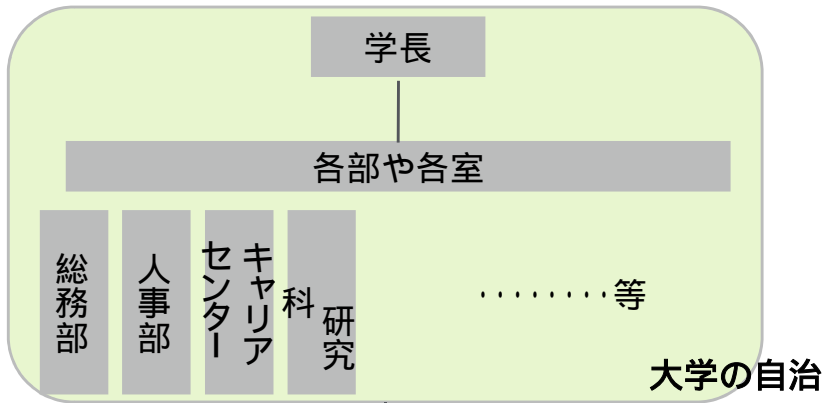 学長
各部や各室
総務部
人事部
キャリア
センター
研究
科
........等
大学の自治